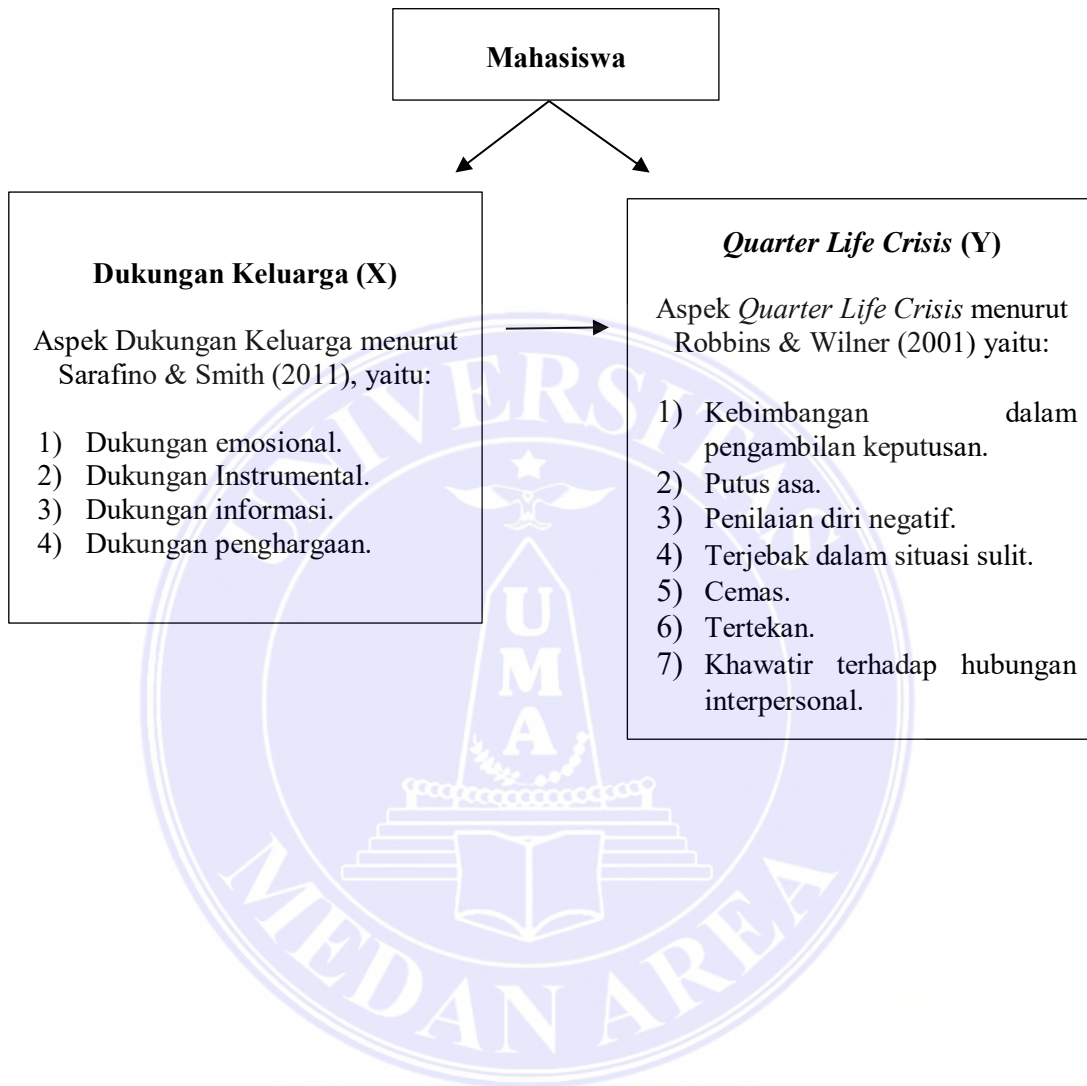 Mahasiswa
Dukungan Keluarga (X)
Aspek Dukungan Keluarga menurut
Sarafino & Smith (2011), yaitu:
1) Dukungan emosional.
2) Dukungan Instrumental.
3) Dukungan informasi.
4) Dukungan penghargaan.
Quarter Life Crisis (Y)
Aspek Quarter Life Crisis menurut
Robbins & Wilner (2001) yaitu:
1) Kebimbangan dalam
pengambilan keputusan.
2) Putus asa.
3) Penilaian diri negatif.
4) Terjebak dalam situasi sulit.
5) Cemas.
6) Tertekan.
7) Khawatir terhadap hubungan
interpersonal.
UNIVERSITAS
UMA
MEDAN AREA